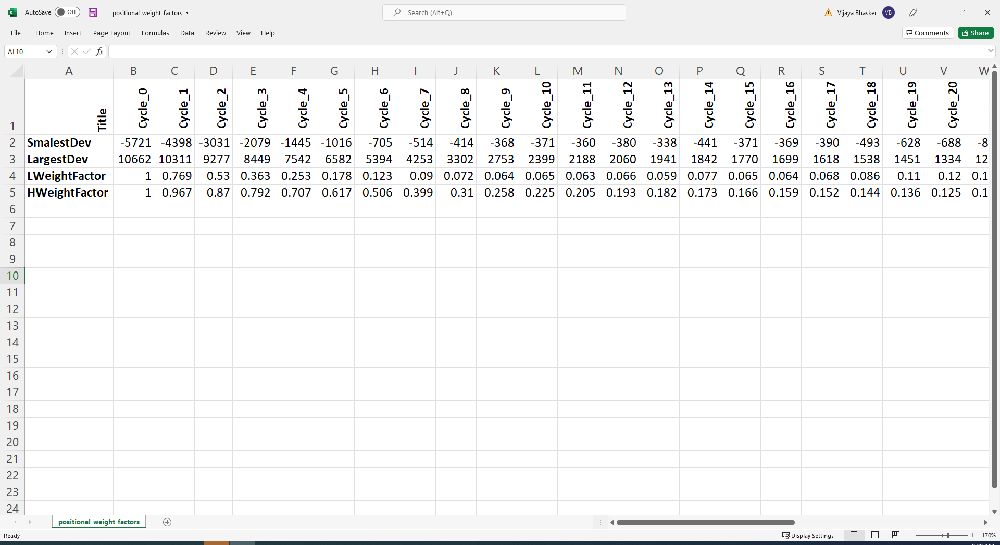 AutoSave Off positional_weight_factors Search (Alt+Q) Vijaya Bhasker VB
File Home Insert Page Layout Formulas Data Review View Help Comments Share
AL10 fx
A B C D E F G H I J K L M N O P Q R S T U V W
1 Title Cycle_0 Cycle_1 Cycle_2 Cycle_3 Cycle_4 Cycle_5 Cycle_6 Cycle_7 Cycle_8 Cycle_9 Cycle_10 Cycle_11 Cycle_12 Cycle_13 Cycle_14 Cycle_15 Cycle_16 Cycle_17 Cycle_18 Cycle_19 Cycle_20
2 SmalestDev -5721 -4398 -3031 -2079 -1445 -1016 -705 -514 -414 -368 -371 -360 -380 -338 -441 -371 -369 -390 -493 -628 -688 -8
3 LargestDev 10662 10311 9277 8449 7542 6582 5394 4253 3302 2753 2399 2188 2060 1941 1842 1770 1699 1618 1538 1451 1334 12
4 LWeightFactor 1 0.769 0.53 0.363 0.253 0.178 0.123 0.09 0.072 0.064 0.065 0.063 0.066 0.059 0.077 0.065 0.064 0.068 0.086 0.11 0.12 0.1
5 HWeightFactor 1 0.967 0.87 0.792 0.707 0.617 0.506 0.399 0.31 0.258 0.225 0.205 0.193 0.182 0.173 0.166 0.159 0.152 0.144 0.136 0.125 0.1
6
7
8
9
10
11
12
13
14
15
16
17
18
19
20
21
22
23
24
positional_weight_factors
Ready Display Settings 170%